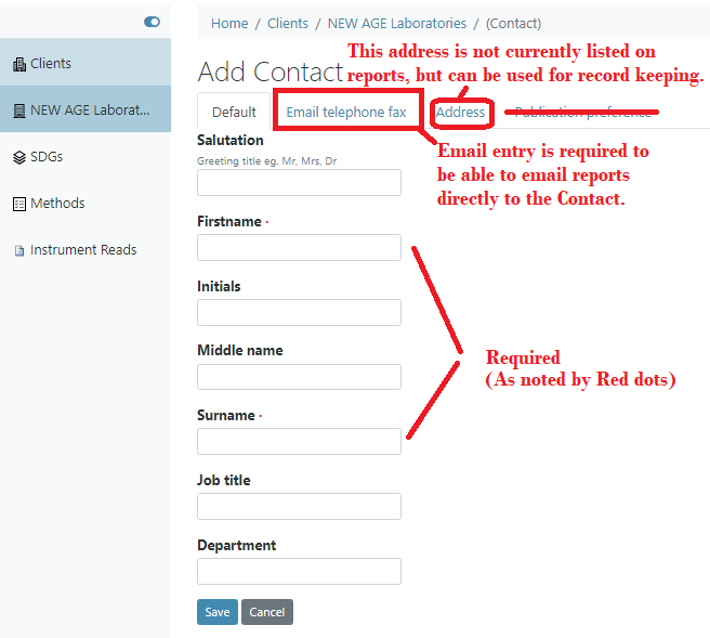 Home / Clients / NEW AGE Laboratories / (Contact)
Clients
NEW AGE Laborat...
SDGs
Methods
Instrument Reads
This address is not currently listed on
reports, but can be used for record keeping.
Add Contact
Default
Email telephone fax
Address
Publication preference
Email entry is required to
be able to email reports
directly to the Contact.
Salutation
Greeting title eg. Mr, Mrs, Dr
Firstname •
Initials
Middle name
Required
(As noted by Red dots)
Surname •
Job title
Department
Save
Cancel